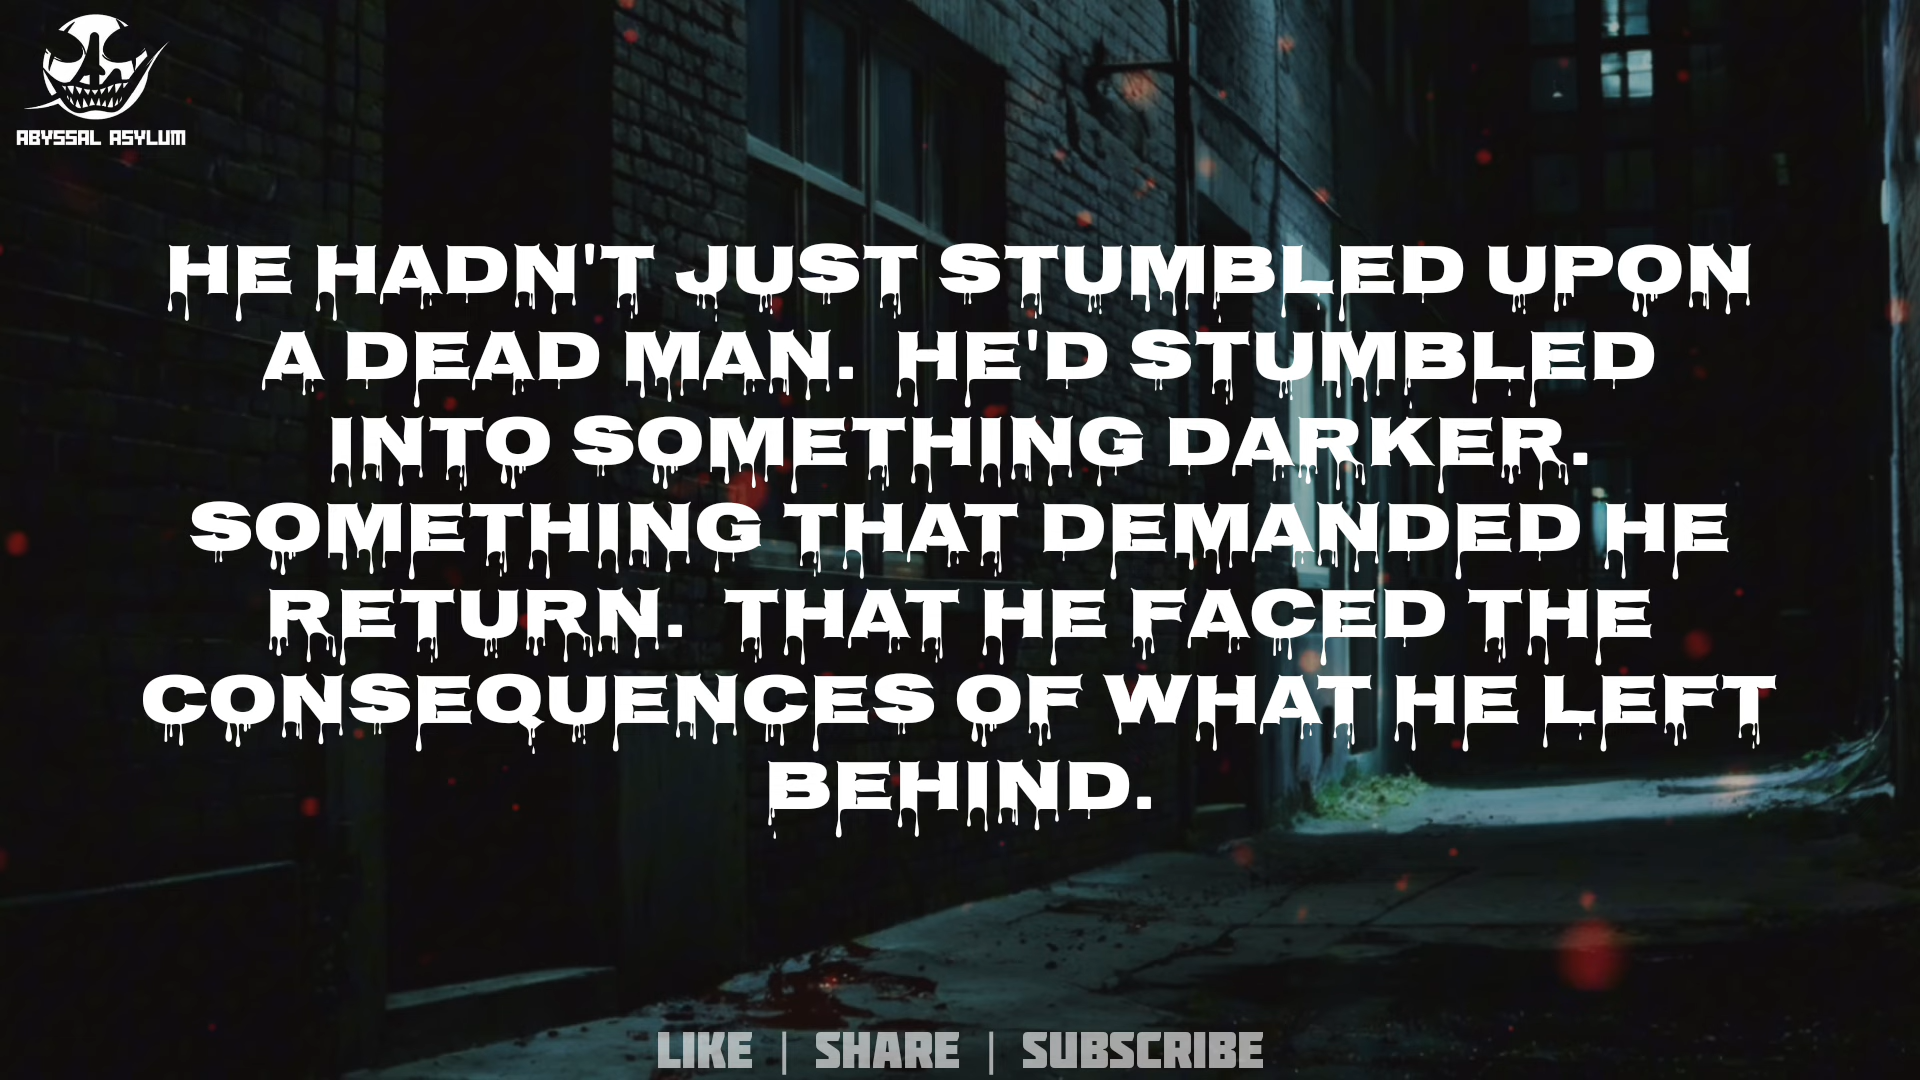 ABYSSAL ASYLUM
HE HADN'T JUST STUMBLED UPON
A DEAD MAN. HE'D STUMBLED
INTO SOMETHING DARKER.
SOMETHING THAT DEMANDED HE
RETURN. THAT HE FACED THE
CONSEQUENCES OF WHAT HE LEFT
BEHIND.
LIKE | SHARE | SUBSCRIBE